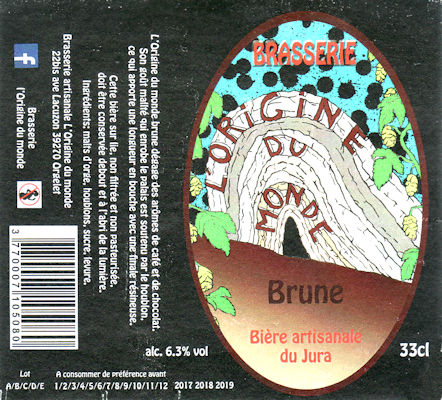 BRASSERIE
L'ORIGINE
DU
MONDE
Brune
Bière artisanale
du Jura
33cl
alc. 6.3% vol
L'Origine du monde brune dégage des arômes de café et de chocolat.
Son goût malté qui enrobe le palais est soutenu par le houblon,
ce qui apporte une longueur en bouche avec une finale résineuse.
Cette bière sur lie, non filtrée et non pasteurisée,
doit être conservée debout et à l'abri de la lumière.
Ingrédients: malts d'orge, houblons, sucre, levure.
Brasserie artisanale L'Origine du monde
22bis ave Lacuzon 39270 Orgelet
f
Brasserie
l'Origine du monde
3 770007 105080
Lot
A/B/C/D/E
A consommer de préférence avant
1/2/3/4/5/6/7/8/9/10/11/12 2017 2018 2019